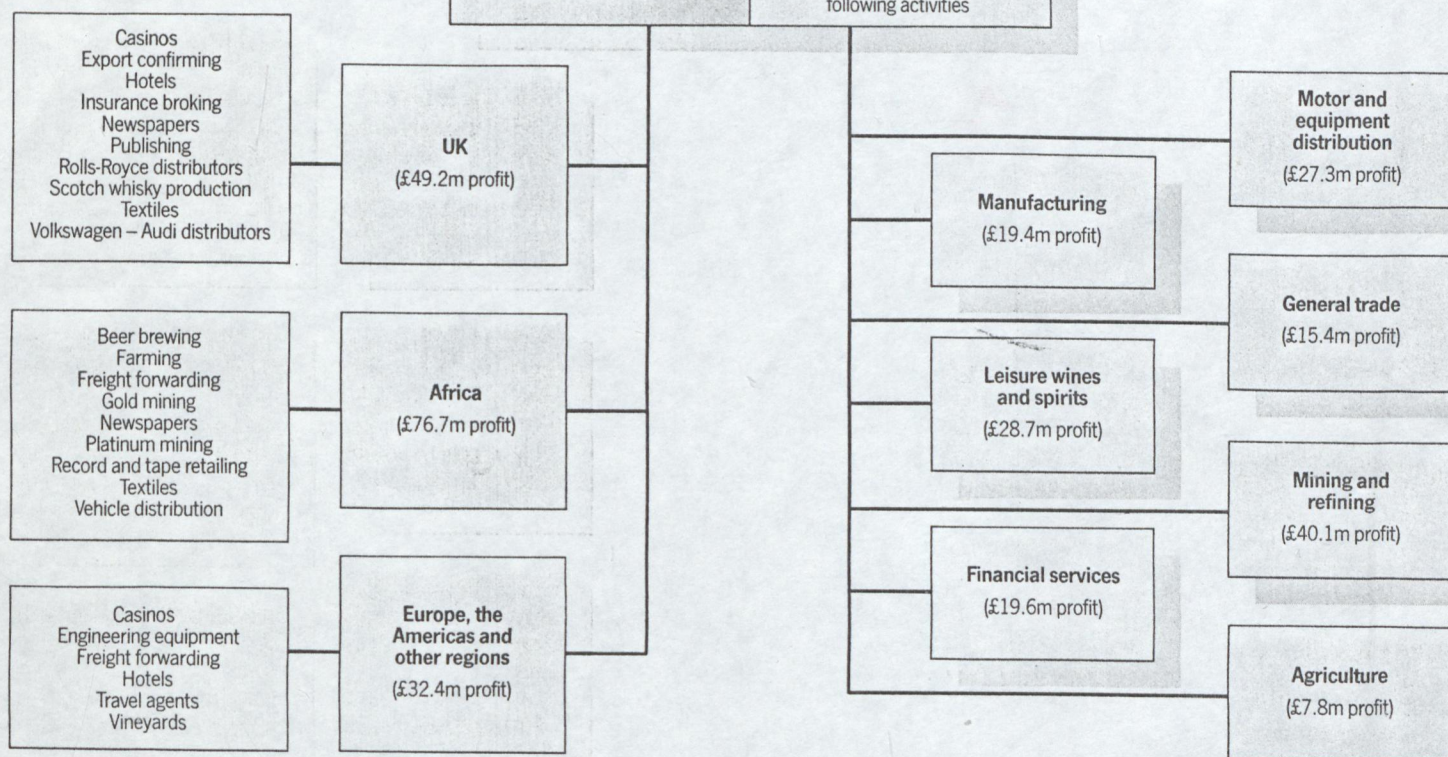 following activities
Casinos
Export confirming
Hotels
Insurance broking
Newspapers
Publishing
Rolls-Royce distributors
Scotch whisky production
Textiles
Volkswagen – Audi distributors
UK
(£49.2m profit)
Beer brewing
Farming
Freight forwarding
Gold mining
Newspapers
Platinum mining
Record and tape retailing
Textiles
Vehicle distribution
Africa
(£76.7m profit)
Casinos
Engineering equipment
Freight forwarding
Hotels
Travel agents
Vineyards
Europe, the
Americas and
other regions
(£32.4m profit)
Motor and
equipment
distribution
(£27.3m profit)
Manufacturing
(£19.4m profit)
General trade
(£15.4m profit)
Leisure wines
and spirits
(£28.7m profit)
Mining and
refining
(£40.1m profit)
Financial services
(£19.6m profit)
Agriculture
(£7.8m profit)